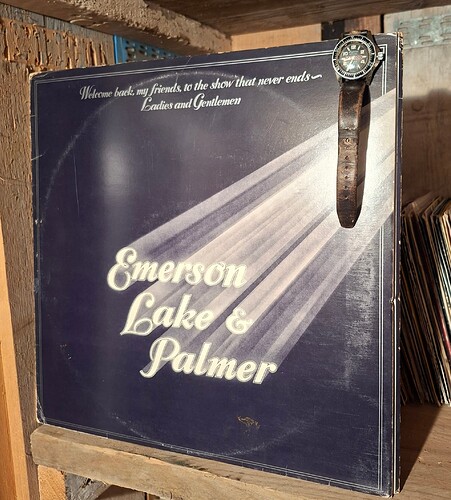 Welcome back, my friends, to the show that never ends~
Ladies and Gentlemen
Emerson
Lake &
Palmer